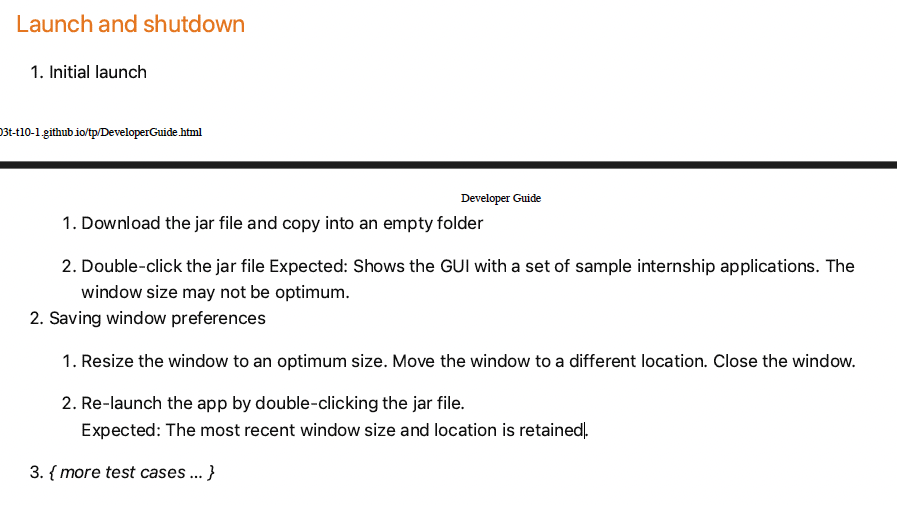 Launch and shutdown
1. Initial launch
03t-t10-1.github.io/tp/DeveloperGuide.html
Developer Guide
1. Download the jar file and copy into an empty folder
2. Double-click the jar file Expected: Shows the GUI with a set of sample internship applications. The
window size may not be optimum.
2. Saving window preferences
1. Resize the window to an optimum size. Move the window to a different location. Close the window.
2. Re-launch the app by double-clicking the jar file.
Expected: The most recent window size and location is retained.
3. { more test cases ... }